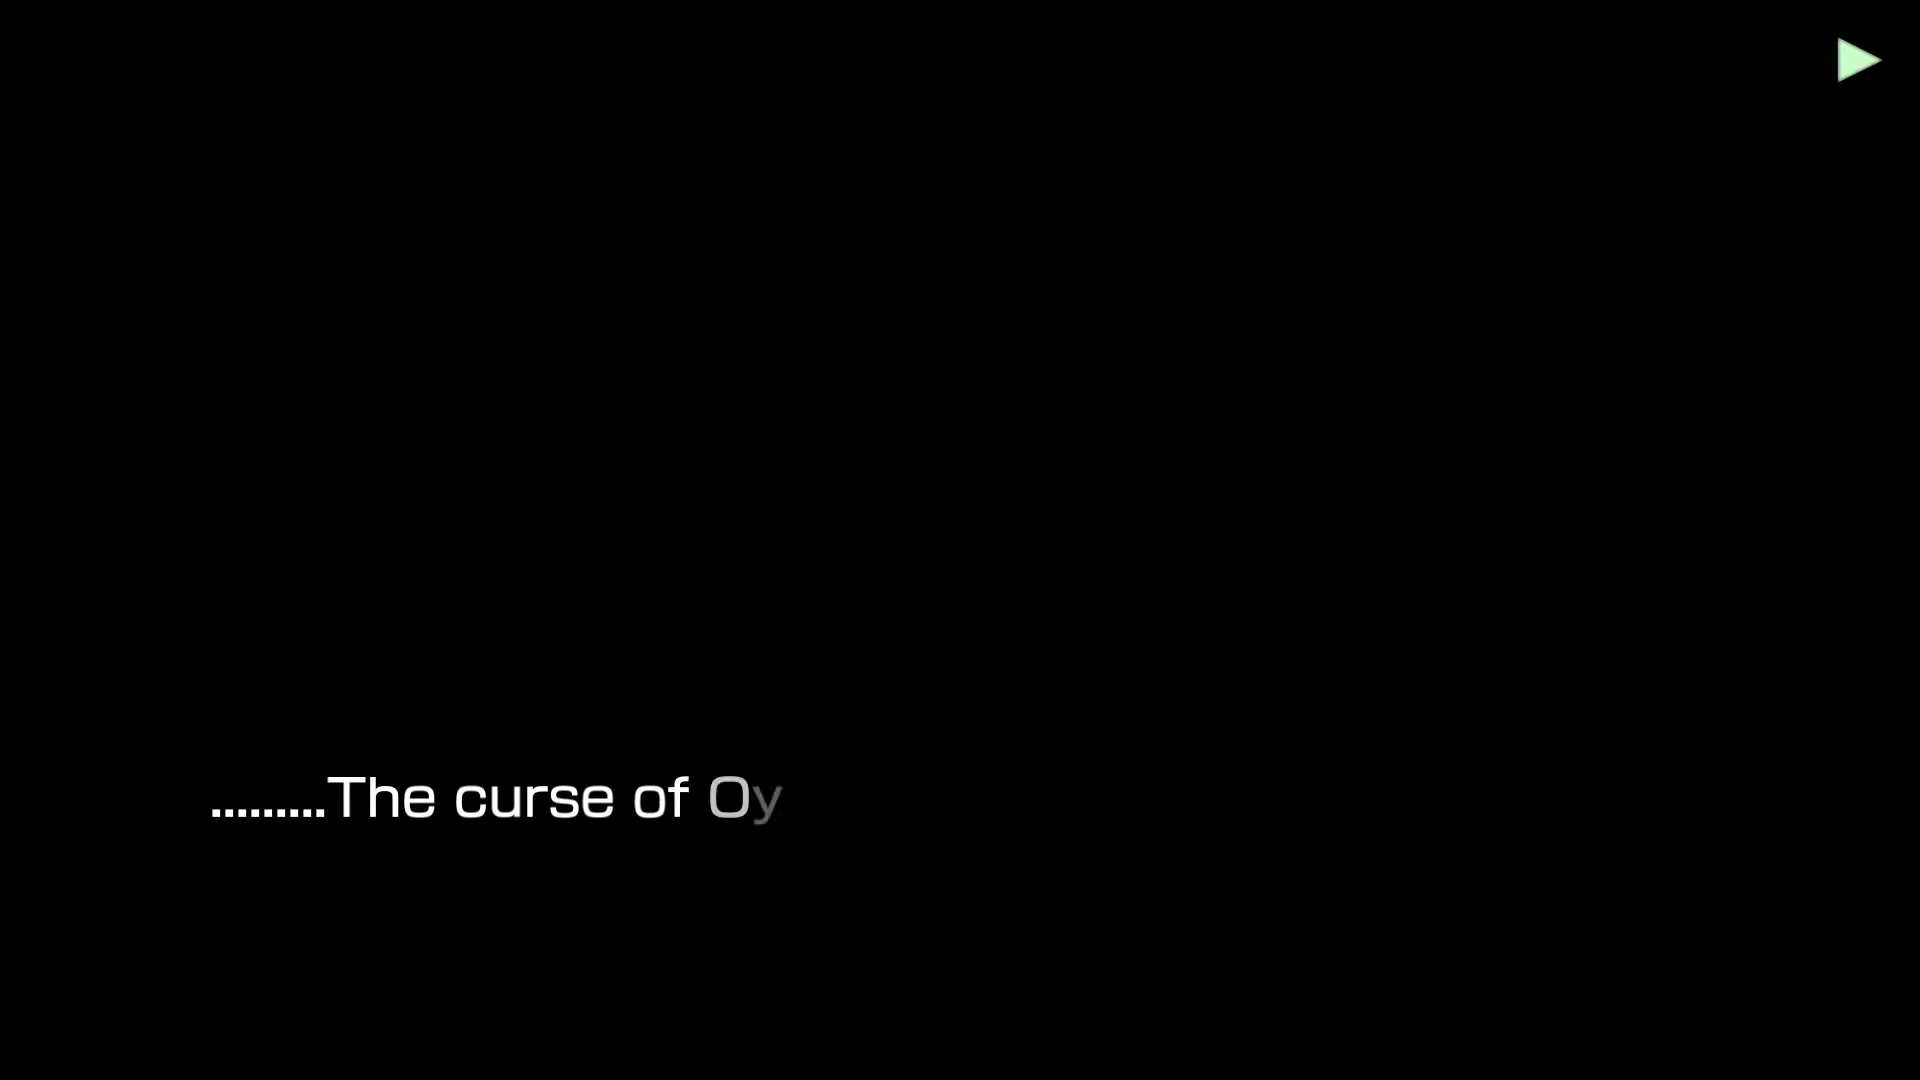 .........The curse of Oy